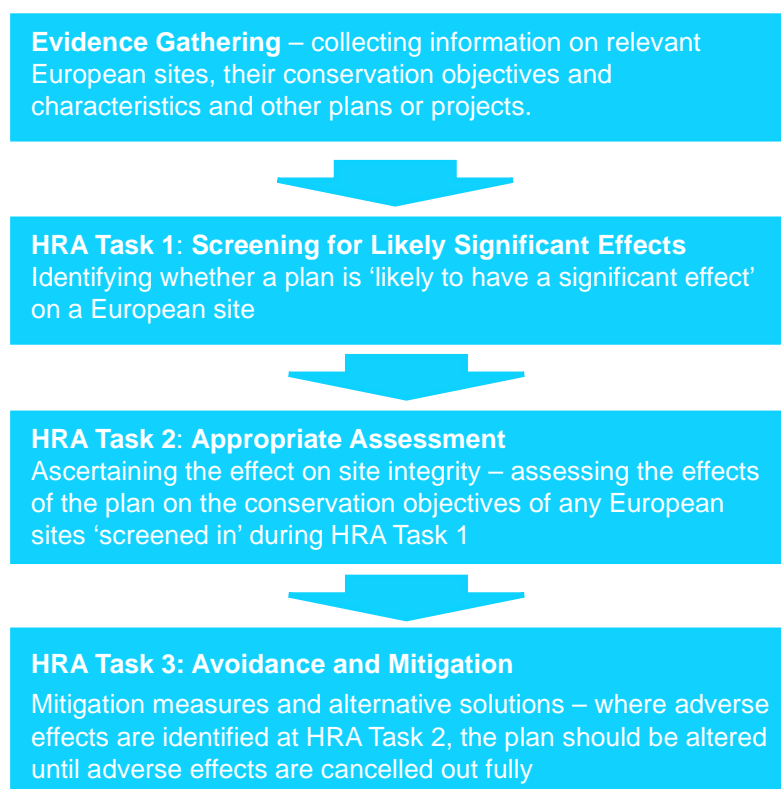 Evidence Gathering – collecting information on relevant
European sites, their conservation objectives and
characteristics and other plans or projects.
HRA Task 1: Screening for Likely Significant Effects
Identifying whether a plan is ‘likely to have a significant effect’
on a European site
HRA Task 2: Appropriate Assessment
Ascertaining the effect on site integrity – assessing the effects
of the plan on the conservation objectives of any European
sites ‘screened in’ during HRA Task 1
HRA Task 3: Avoidance and Mitigation
Mitigation measures and alternative solutions – where adverse
effects are identified at HRA Task 2, the plan should be altered
until adverse effects are cancelled out fully